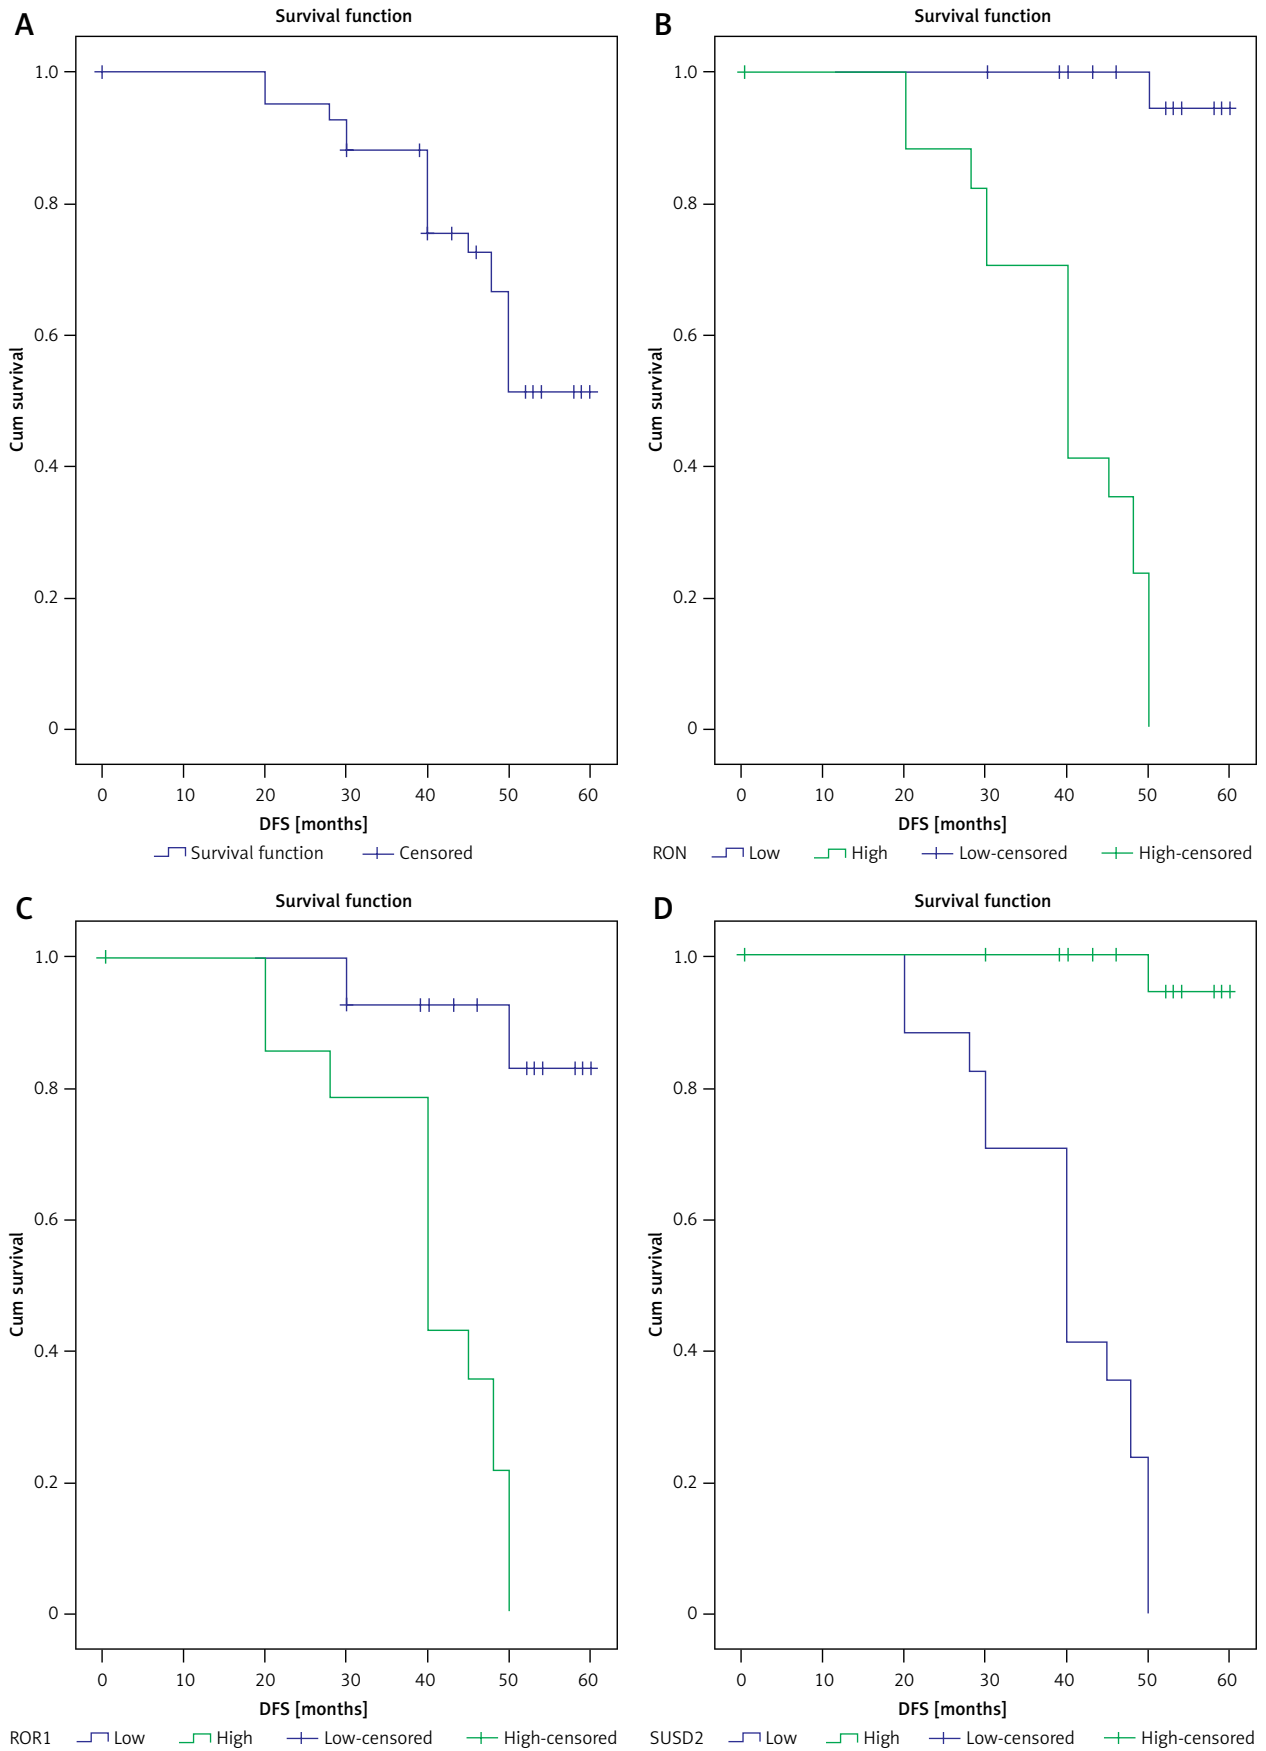 A
Survival function
1.0
0.8
0.6
0.4
0.2
0
Cum survival
0 10 20 30 40 50 60
DFS [months]
Survival function Censored
B
Survival function
1.0
0.8
0.6
0.4
0.2
0
Cum survival
0 10 20 30 40 50 60
DFS [months]
RON Low High Low-censored High-censored
C
Survival function
1.0
0.8
0.6
0.4
0.2
0
Cum survival
0 10 20 30 40 50 60
DFS [months]
ROR1 Low High Low-censored High-censored
D
Survival function
1.0
0.8
0.6
0.4
0.2
0
Cum survival
0 10 20 30 40 50 60
DFS [months]
SUSD2 Low High Low-censored High-censored